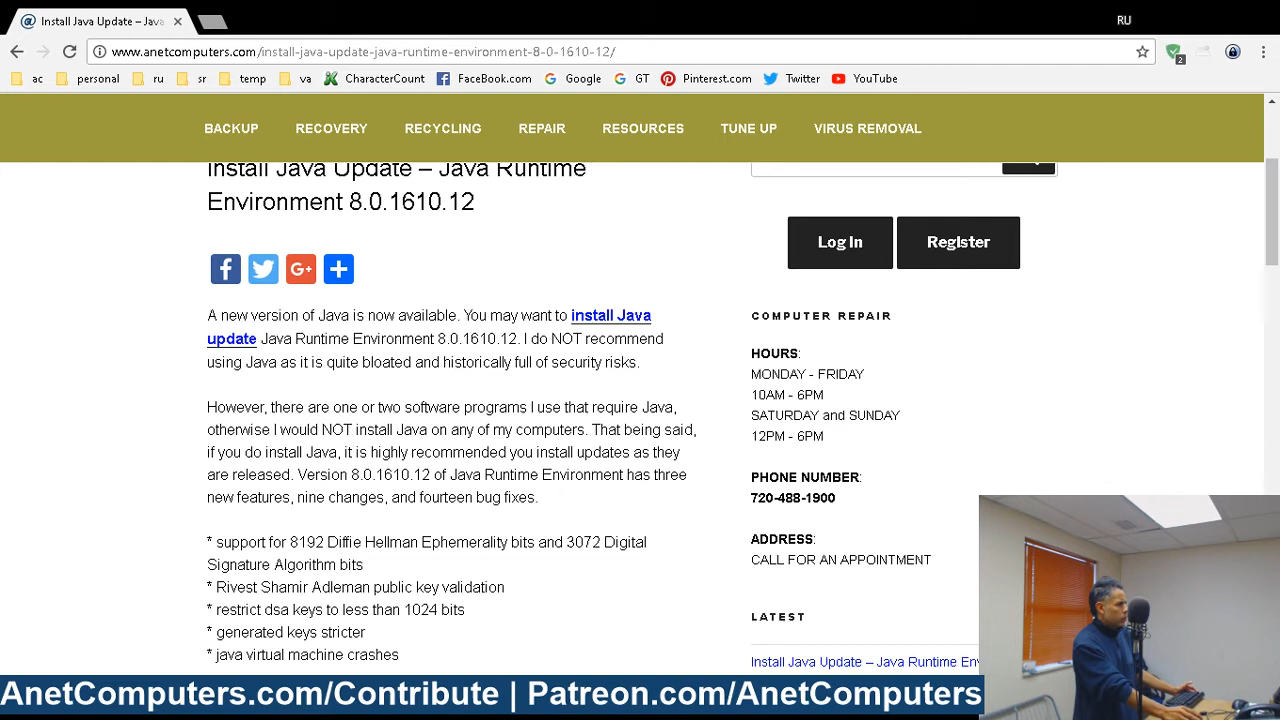 Install Java Update – Java
RU
www.anetcomputers.com/install-java-update-java-runtime-environment-8-0-1610-12/
2
ac personal ru sr temp va CharacterCount FaceBook.com Google GT Pinterest.com Twitter YouTube
BACKUP RECOVERY RECYCLING REPAIR RESOURCES TUNE UP VIRUS REMOVAL
Install Java Update – Java Runtime
Environment 8.0.1610.12
Log In Register
A new version of Java is now available. You may want to install Java
update Java Runtime Environment 8.0.1610.12. I do NOT recommend
using Java as it is quite bloated and historically full of security risks.
However, there are one or two software programs I use that require Java,
otherwise I would NOT install Java on any of my computers. That being said,
if you do install Java, it is highly recommended you install updates as they
are released. Version 8.0.1610.12 of Java Runtime Environment has three
new features, nine changes, and fourteen bug fixes.
* support for 8192 Diffie Hellman Ephemerality bits and 3072 Digital
Signature Algorithm bits
* Rivest Shamir Adleman public key validation
* restrict dsa keys to less than 1024 bits
* generated keys stricter
* java virtual machine crashes
COMPUTER REPAIR
HOURS:
MONDAY - FRIDAY
10AM - 6PM
SATURDAY and SUNDAY
12PM - 6PM
PHONE NUMBER:
720-488-1900
ADDRESS:
CALL FOR AN APPOINTMENT
LATEST
Install Java Update – Java Runtime En
AnetComputers.com/Contribute | Patreon.com/AnetComputers